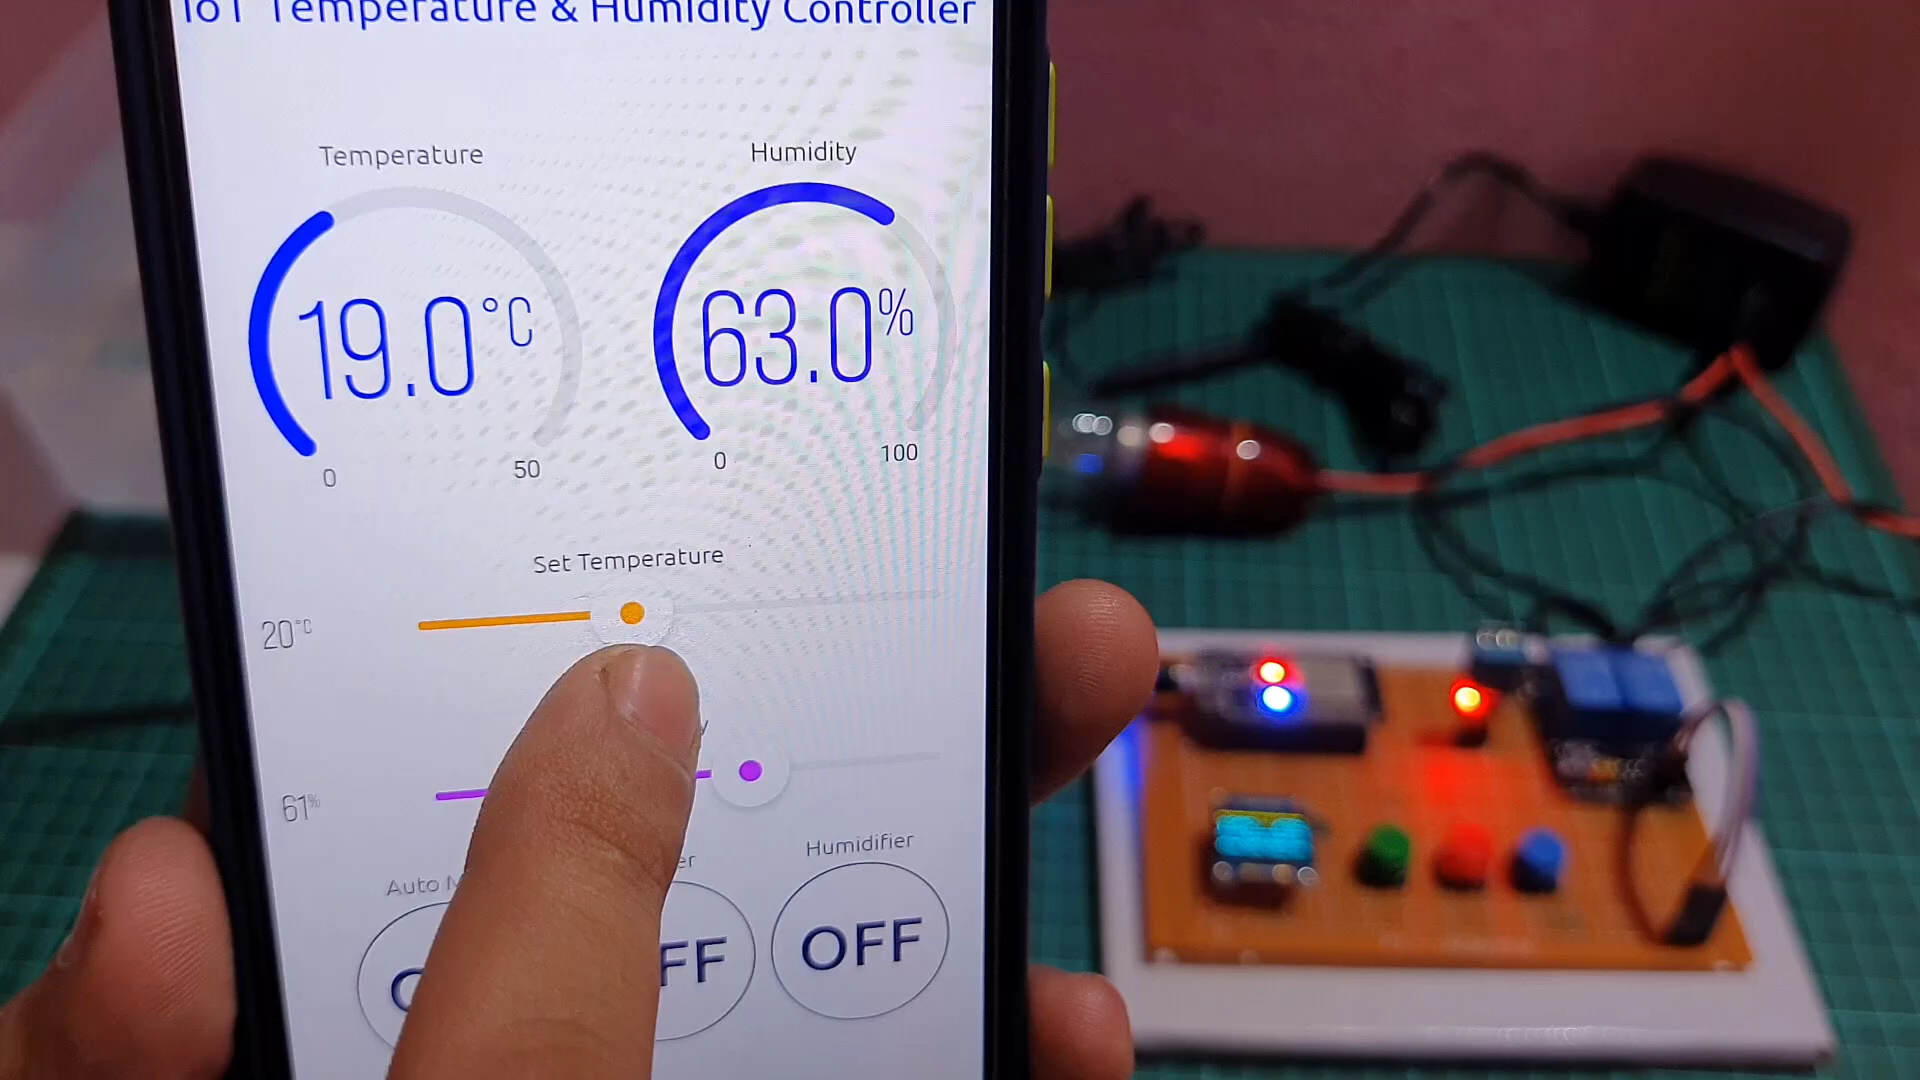 IoT Temperature & Humidity Controller
Temperature
Humidity
19.0°C
63.0%
0
50
0
100
Set Temperature
20°C
61%
Humidifier
Auto
OFF